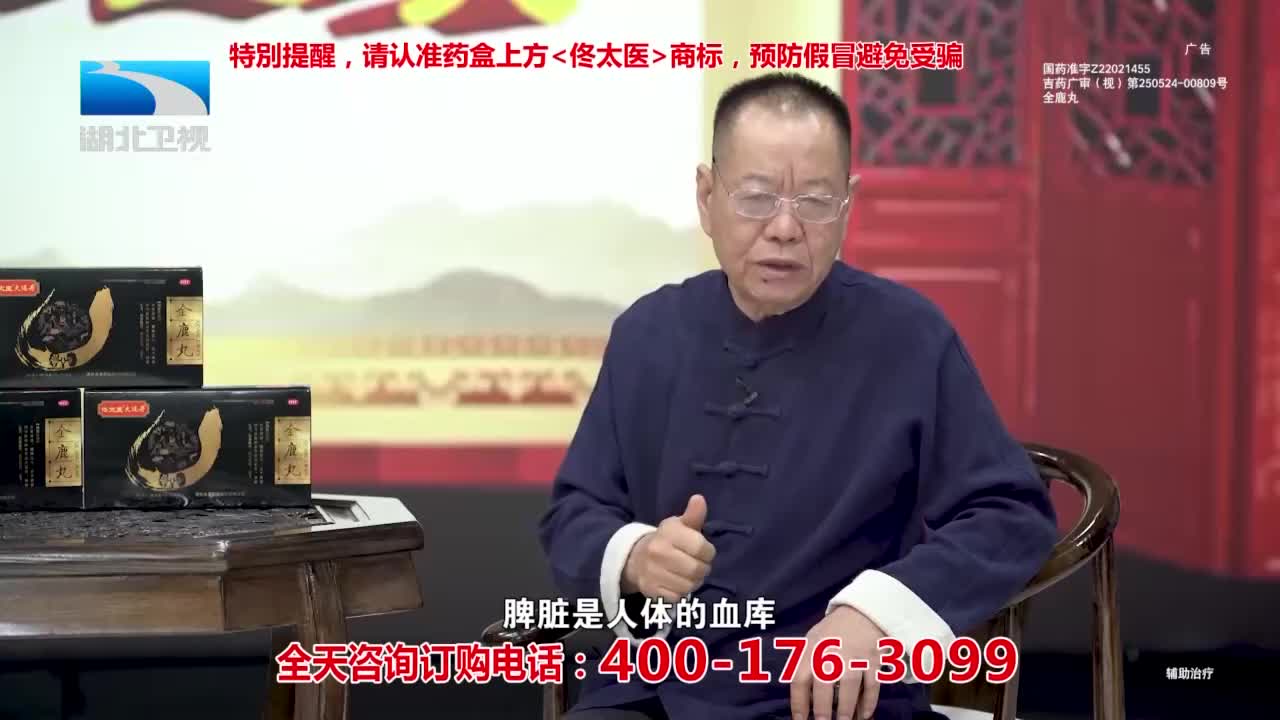 特别提醒，请认准药盒上方<佟太医>商标，预防假冒避免受骗
广告
国药准字Z22021455
吉药广审（视）第250524-00809号
全鹿丸
湖北卫视
全鹿丸
全鹿丸
全鹿丸
脾脏是人体的血库
全天咨询订购电话：400-176-3099
辅助治疗